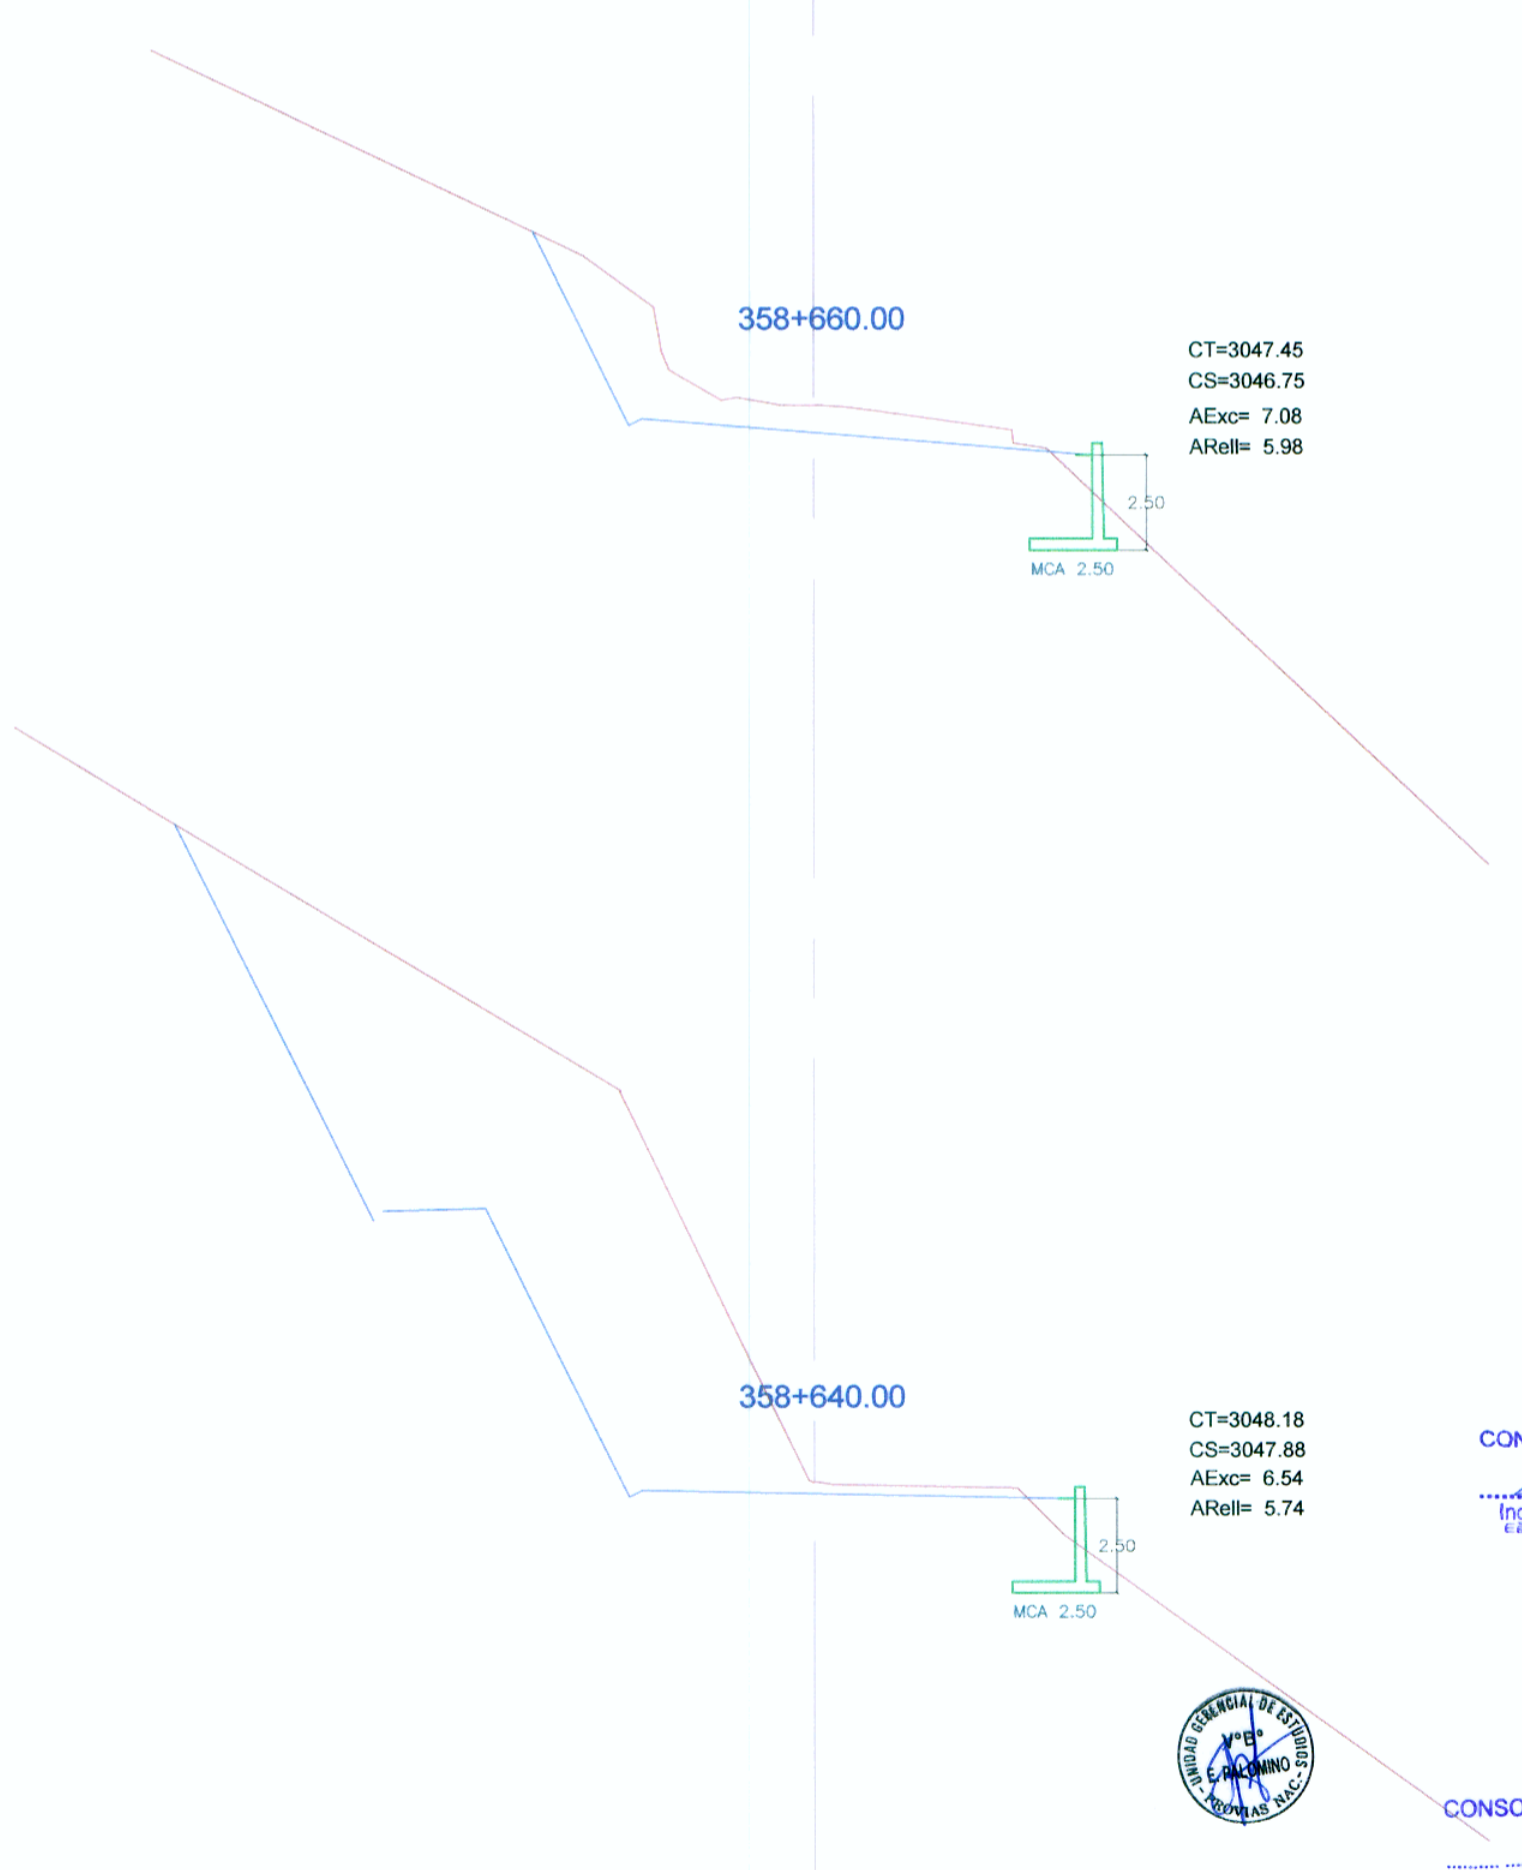 358+660.00
CT=3047.45
CS=3046.75
AExc= 7.08
ARell= 5.98
2.50
MCA 2.50
358+640.00
CT=3048.18
CS=3047.88
AExc= 6.54
ARell= 5.74
2.50
MCA 2.50
CON
UNIDAD GERENCIAL DE ESTUDIOS
V°B°
E. PALOMINO
- PROVIAS NAC. -
CONSO